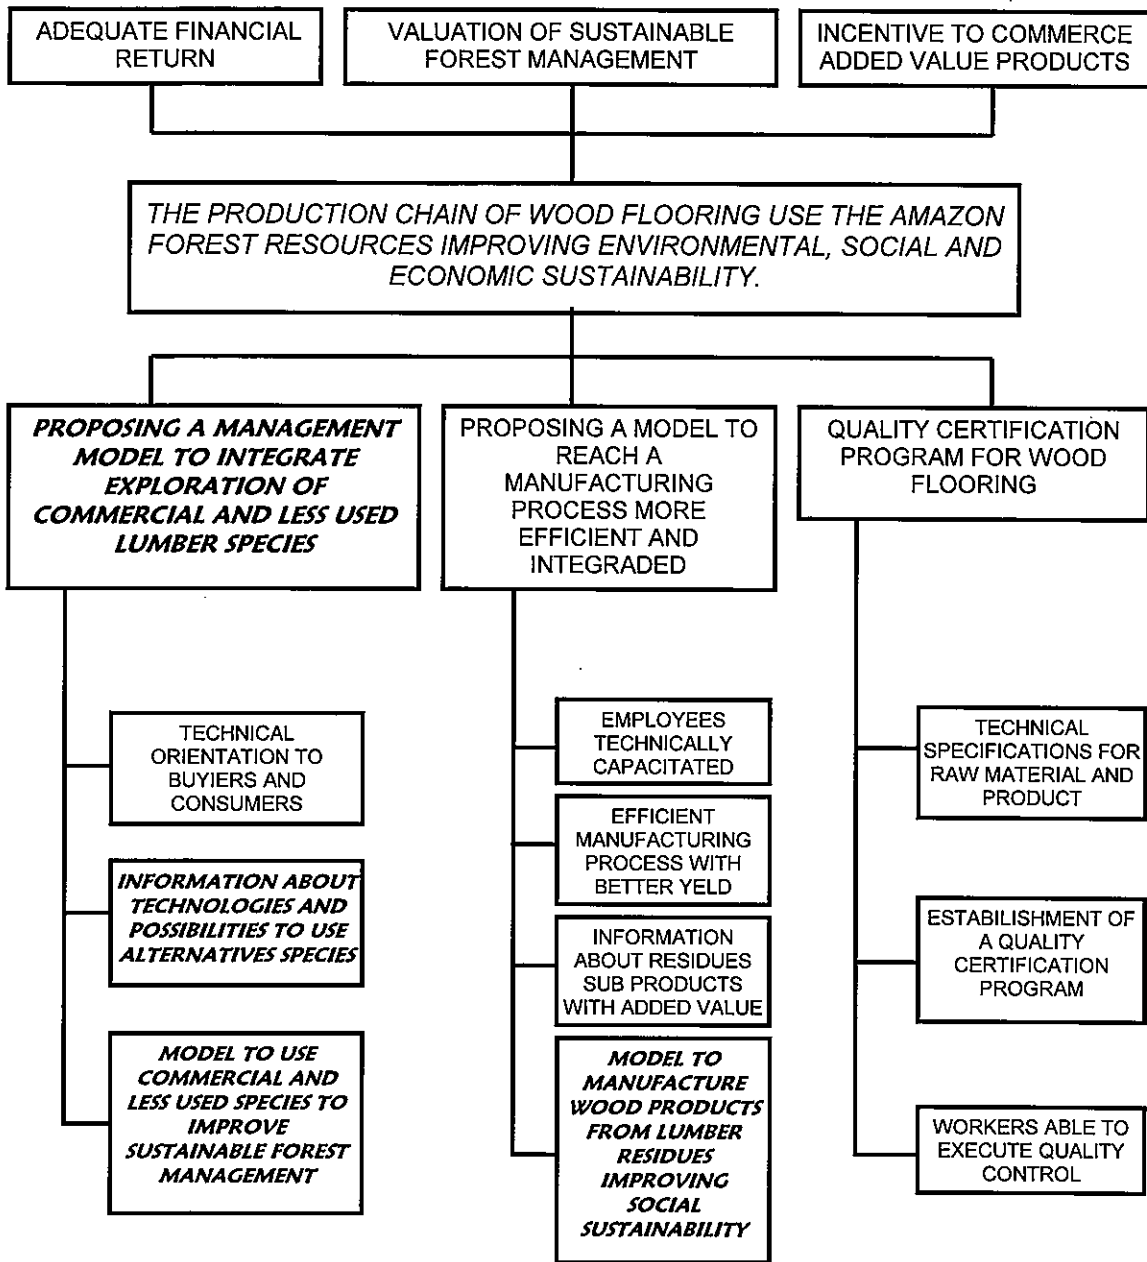 ADEQUATE FINANCIAL
RETURN
VALUATION OF SUSTAINABLE
FOREST MANAGEMENT
INCENTIVE TO COMMERCE
ADDED VALUE PRODUCTS
THE PRODUCTION CHAIN OF WOOD FLOORING USE THE AMAZON
FOREST RESOURCES IMPROVING ENVIRONMENTAL, SOCIAL AND
ECONOMIC SUSTAINABILITY.
PROPOSING A MANAGEMENT
MODEL TO INTEGRATE
EXPLORATION OF
COMMERCIAL AND LESS USED
LUMBER SPECIES
TECHNICAL
ORIENTATION TO
BUYIERS AND
CONSUMERS
INFORMATION ABOUT
TECHNOLOGIES AND
POSSIBILITIES TO USE
ALTERNATIVES SPECIES
MODEL TO USE
COMMERCIAL AND
LESS USED SPECIES TO
IMPROVE
SUSTAINABLE FOREST
MANAGEMENT
PROPOSING A MODEL TO
REACH A
MANUFACTURING
PROCESS MORE
EFFICIENT AND
INTEGRADED
EMPLOYEES
TECHNICALLY
CAPACITATED
EFFICIENT
MANUFACTURING
PROCESS WITH
BETTER YELD
INFORMATION
ABOUT RESIDUES
SUB PRODUCTS
WITH ADDED VALUE
MODEL TO
MANUFACTURE
WOOD PRODUCTS
FROM LUMBER
RESIDUES
IMPROVING
SOCIAL
SUSTAINABILITY
QUALITY CERTIFICATION
PROGRAM FOR WOOD
FLOORING
TECHNICAL
SPECIFICATIONS FOR
RAW MATERIAL AND
PRODUCT
ESTABILISHMENT OF
A QUALITY
CERTIFICATION
PROGRAM
WORKERS ABLE TO
EXECUTE QUALITY
CONTROL